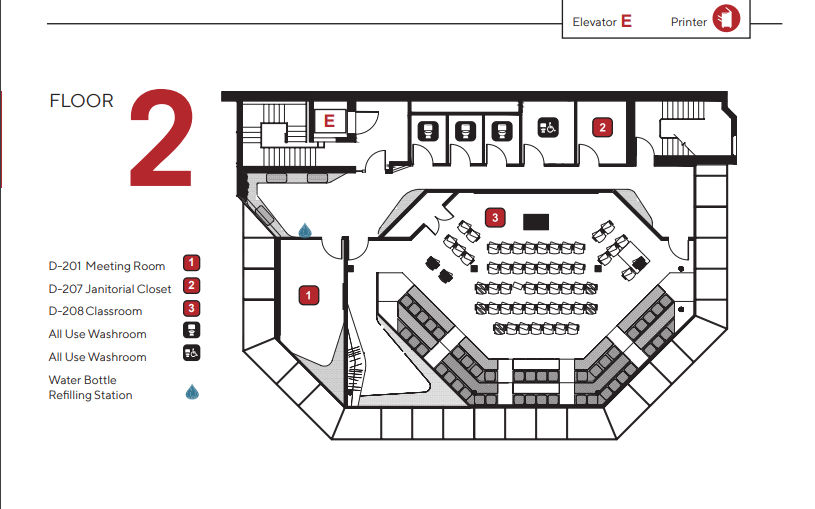 Elevator E Printer
FLOOR 2
E
2
3
D-201 Meeting Room 1
D-207 Janitorial Closet 2
D-208 Classroom 3
1
All Use Washroom
All Use Washroom
Water Bottle
Refilling Station